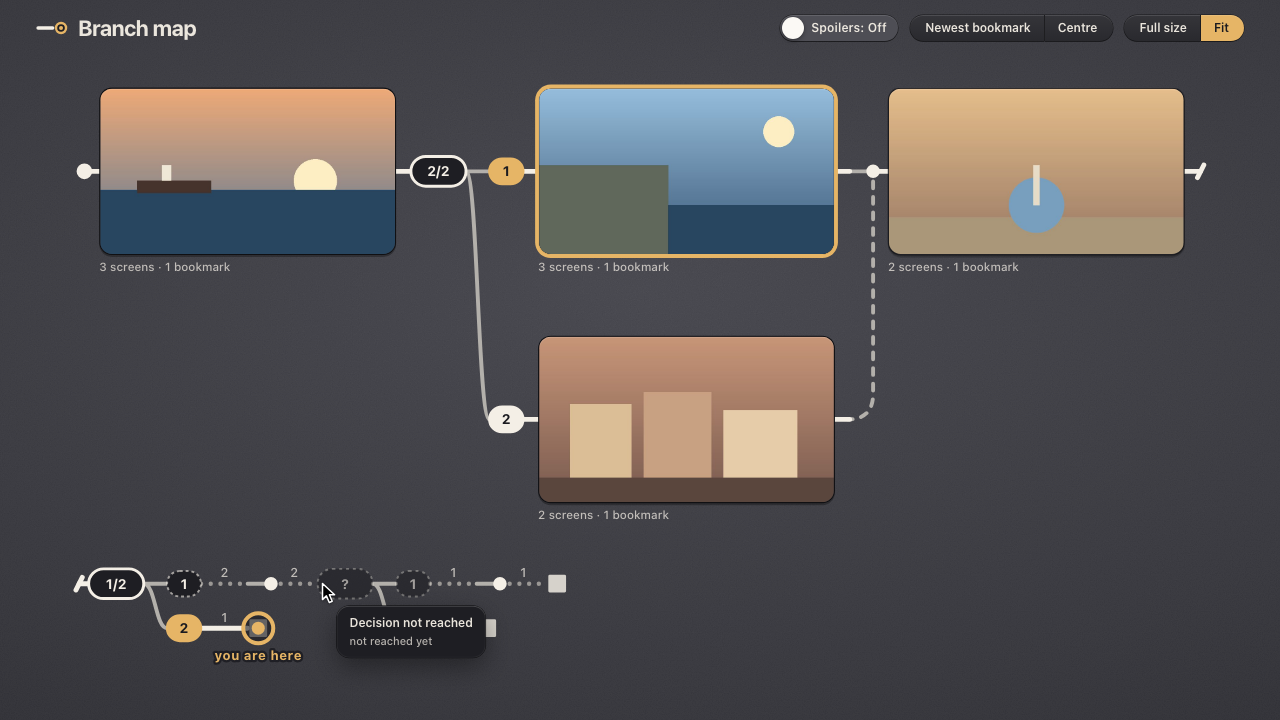 Branch map
Spoilers: Off
Newest bookmark
Centre
Full size
Fit
2/2
1
3 screens · 1 bookmark
3 screens · 1 bookmark
2 screens · 1 bookmark
2
2 screens · 1 bookmark
1/2
1
2
2
?
1
1
1
2
1
you are here
Decision not reached
not reached yet